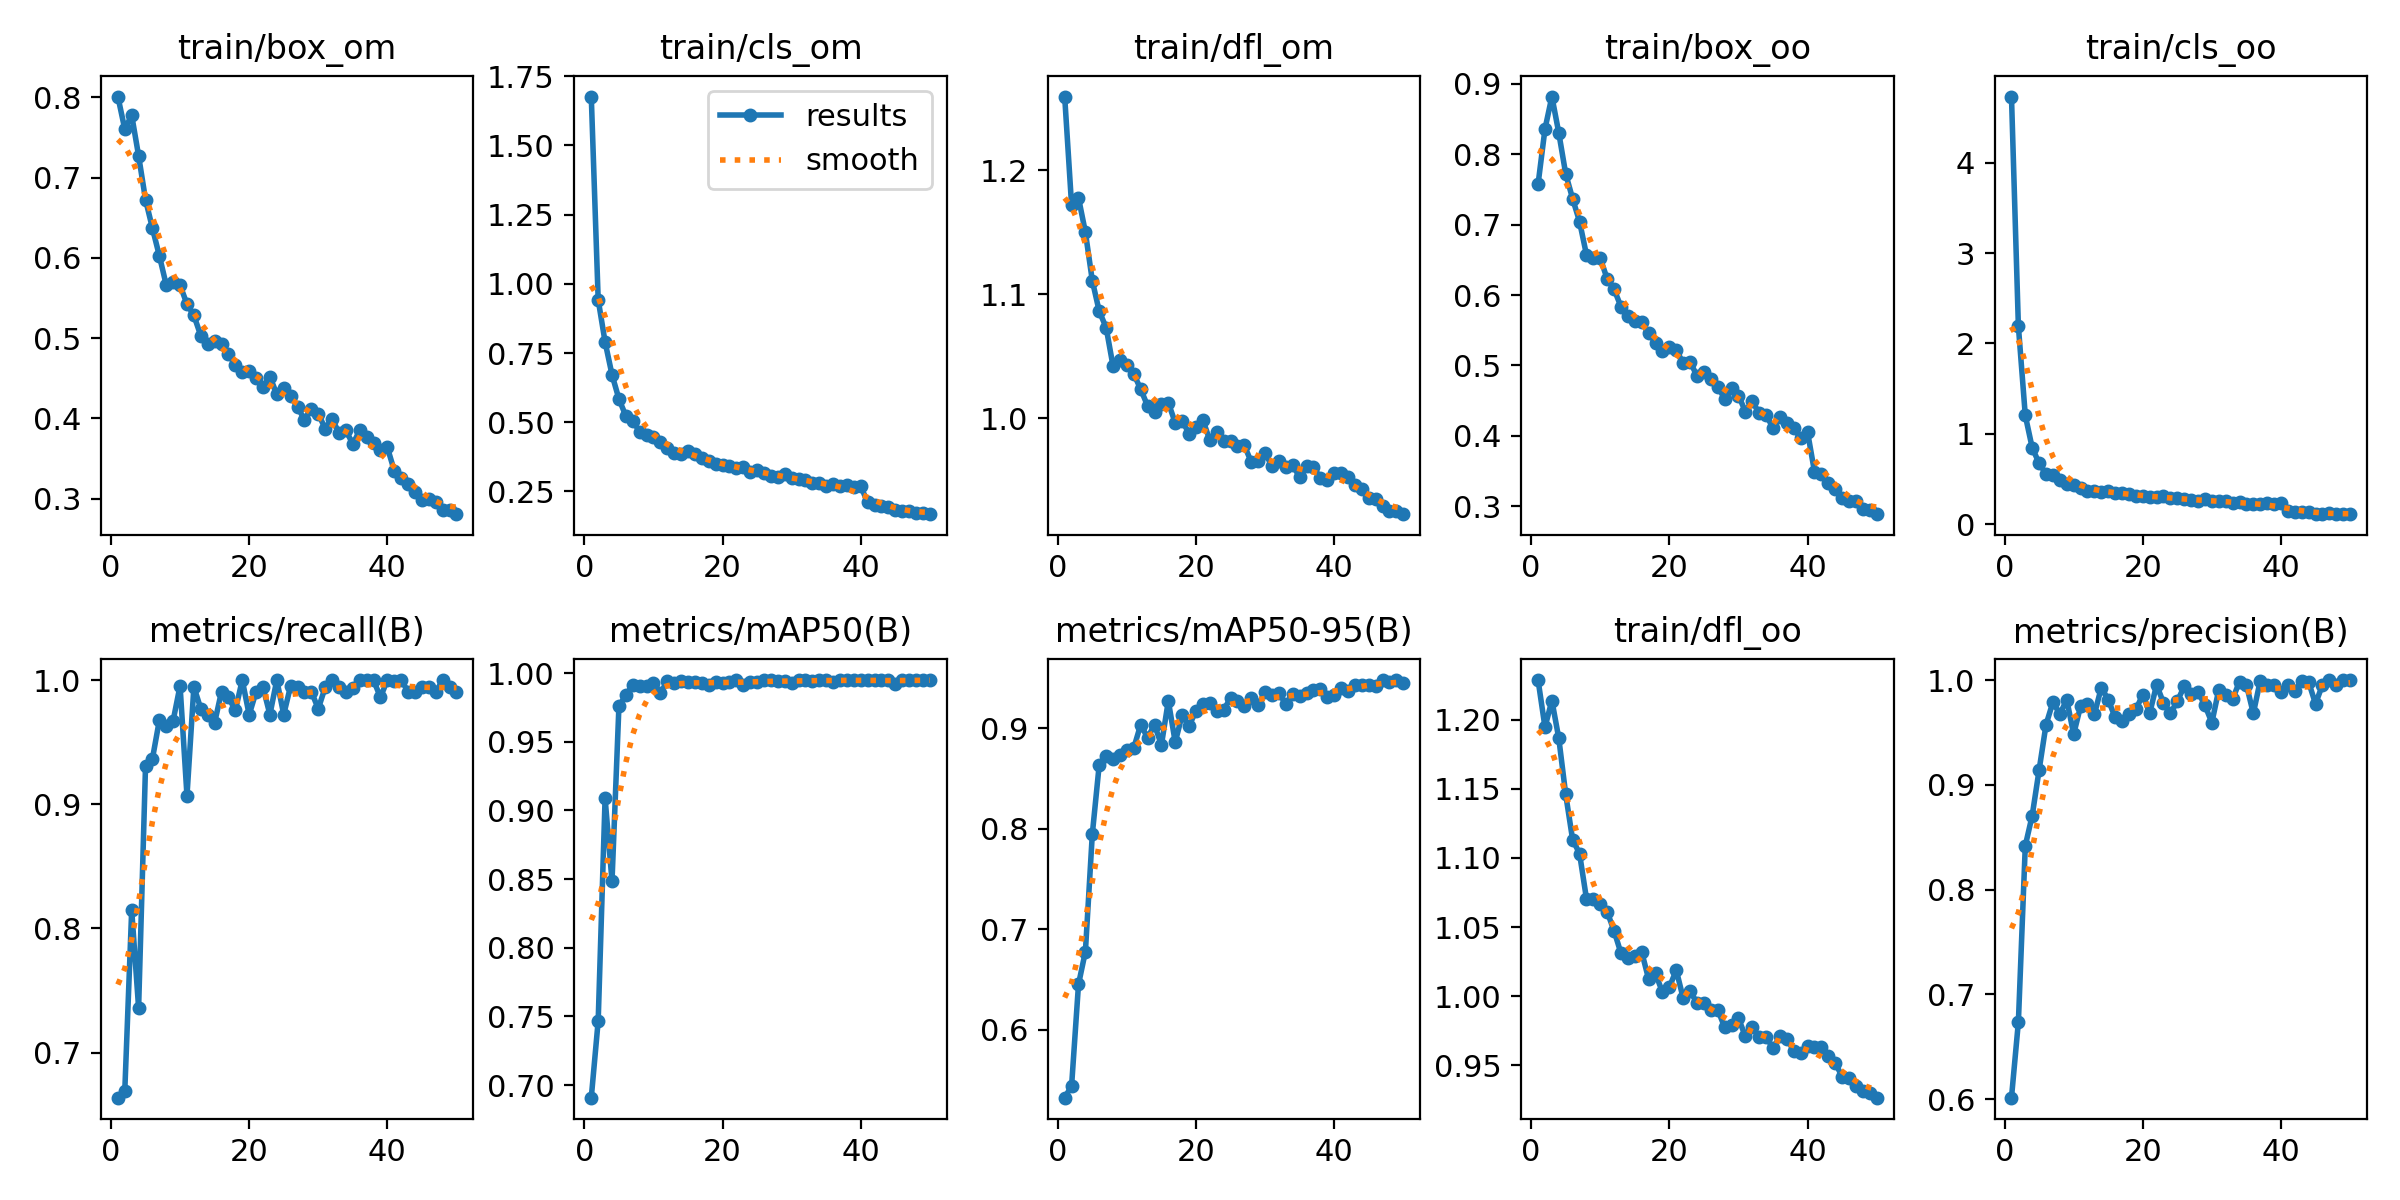 train/box_om
train/cls_om
train/dfl_om
train/box_oo
train/cls_oo
0.8
0.7
0.6
0.5
0.4
0.3
0 20 40
1.75
1.50
1.25
1.00
0.75
0.50
0.25
results
smooth
0 20 40
1.2
1.1
1.0
0 20 40
0.9
0.8
0.7
0.6
0.5
0.4
0.3
0 20 40
4
3
2
1
0
0 20 40
metrics/recall(B)
metrics/mAP50(B)
metrics/mAP50-95(B)
train/dfl_oo
metrics/precision(B)
1.0
0.9
0.8
0.7
0 20 40
1.00
0.95
0.90
0.85
0.80
0.75
0.70
0 20 40
0.9
0.8
0.7
0.6
0 20 40
1.20
1.15
1.10
1.05
1.00
0.95
0 20 40
1.0
0.9
0.8
0.7
0.6
0 20 40